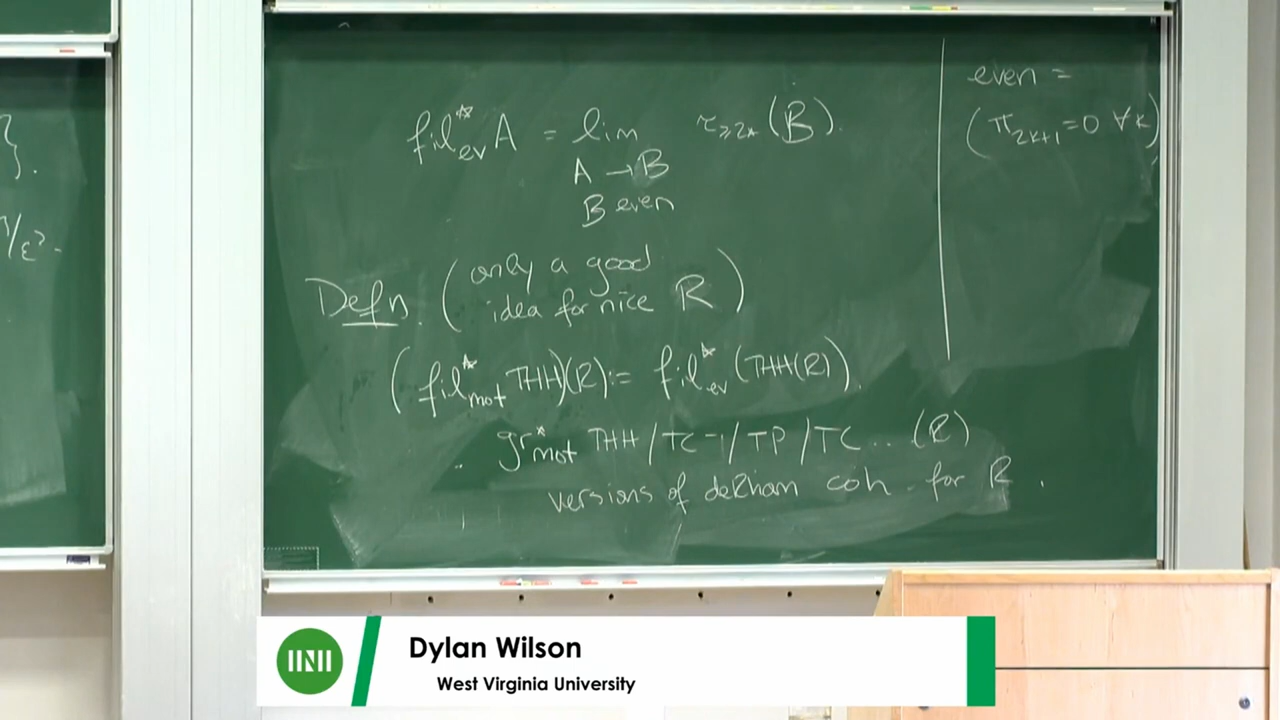 fil*ev A = lim τ≥2* (B).
A → B
B even
even =
(π2k+1 = 0 ∀k)
Defn. (only a good
idea for nice R)
(fil*mot THH)(R) := fil*ev (THH(R)).
gr*mot THH / TC- / TP / TC ... (R)
versions of deRham coh. for R.
}.
/ε2-
Dylan Wilson
West Virginia University